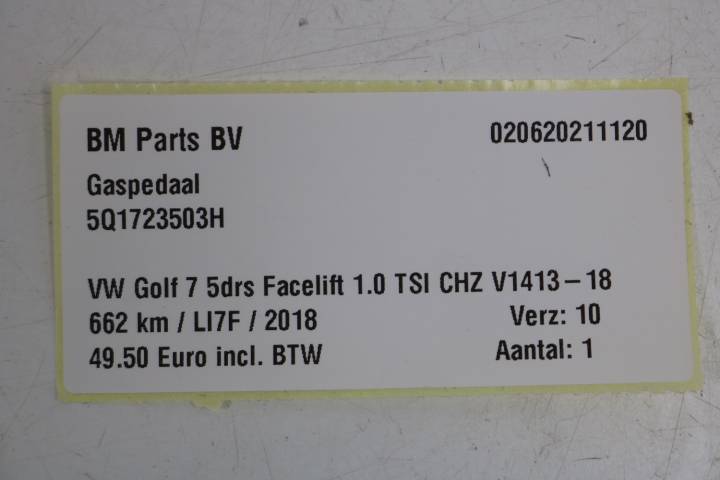 BM Parts BV 020620211120
Gaspedaal
5Q1723503H
VW Golf 7 5drs Facelift 1.0 TSI CHZ V1413-18
662 km / LI7F / 2018 Verz: 10
49.50 Euro incl. BTW Aantal: 1